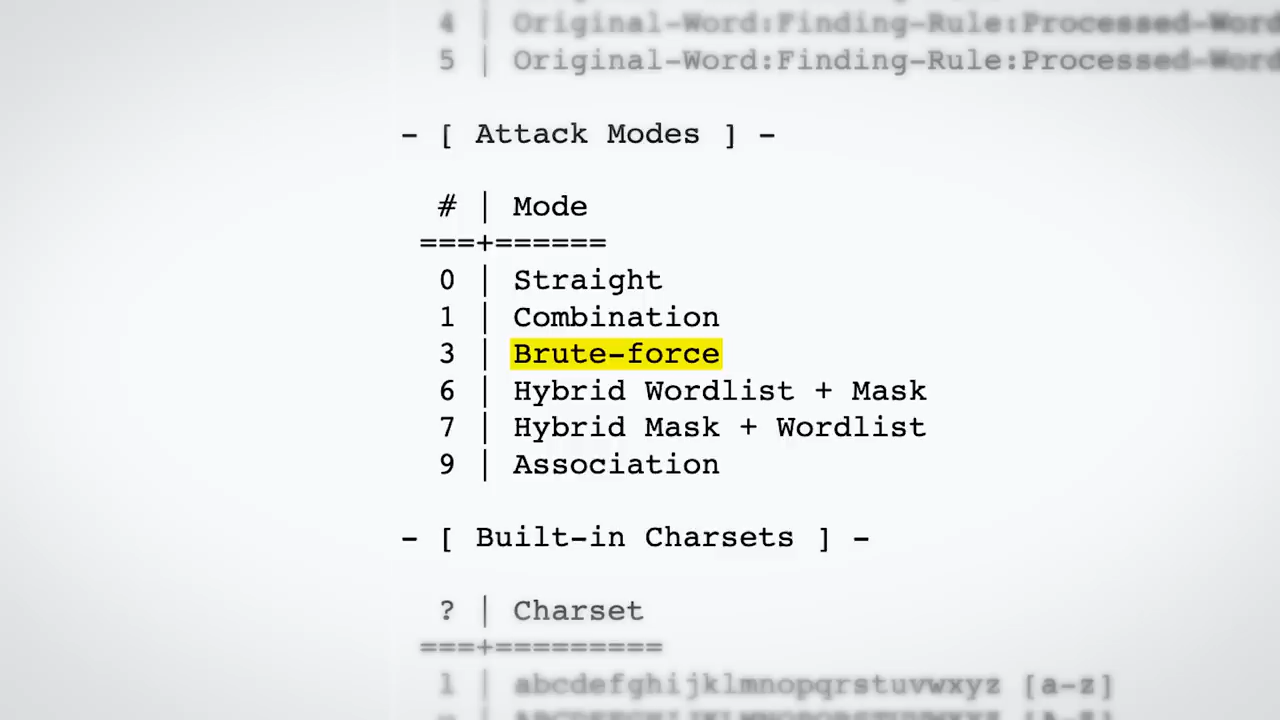 4 | Original-Word:Finding-Rule:Processed-Word
5 | Original-Word:Finding-Rule:Processed-Word
- [ Attack Modes ] -
# | Mode
===+======
0 | Straight
1 | Combination
3 | Brute-force
6 | Hybrid Wordlist + Mask
7 | Hybrid Mask + Wordlist
9 | Association
- [ Built-in Charsets ] -
? | Charset
===+=========
l | abcdefghijklmnopqrstuvwxyz [a-z]